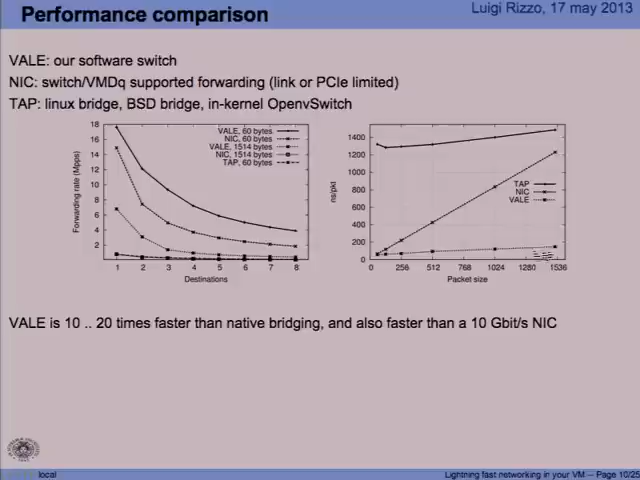 Performance comparison
Luigi Rizzo, 17 may 2013
VALE: our software switch
NIC: switch/VMDq supported forwarding (link or PCIe limited)
TAP: linux bridge, BSD bridge, in-kernel OpenvSwitch
Forwarding rate (Mpps)
18
16
14
12
10
8
6
4
2
VALE, 60 bytes
NIC, 60 bytes
VALE, 1514 bytes
NIC, 1514 bytes
TAP, 60 bytes
1 2 3 4 5 6 7 8
Destinations
ns/pkt
1400
1200
1000
800
600
400
200
0
TAP
NIC
VALE
0 256 512 768 1024 1280 1536
Packet size
VALE is 10 .. 20 times faster than native bridging, and also faster than a 10 Gbit/s NIC
local
Lightning fast networking in your VM -- Page 10/25